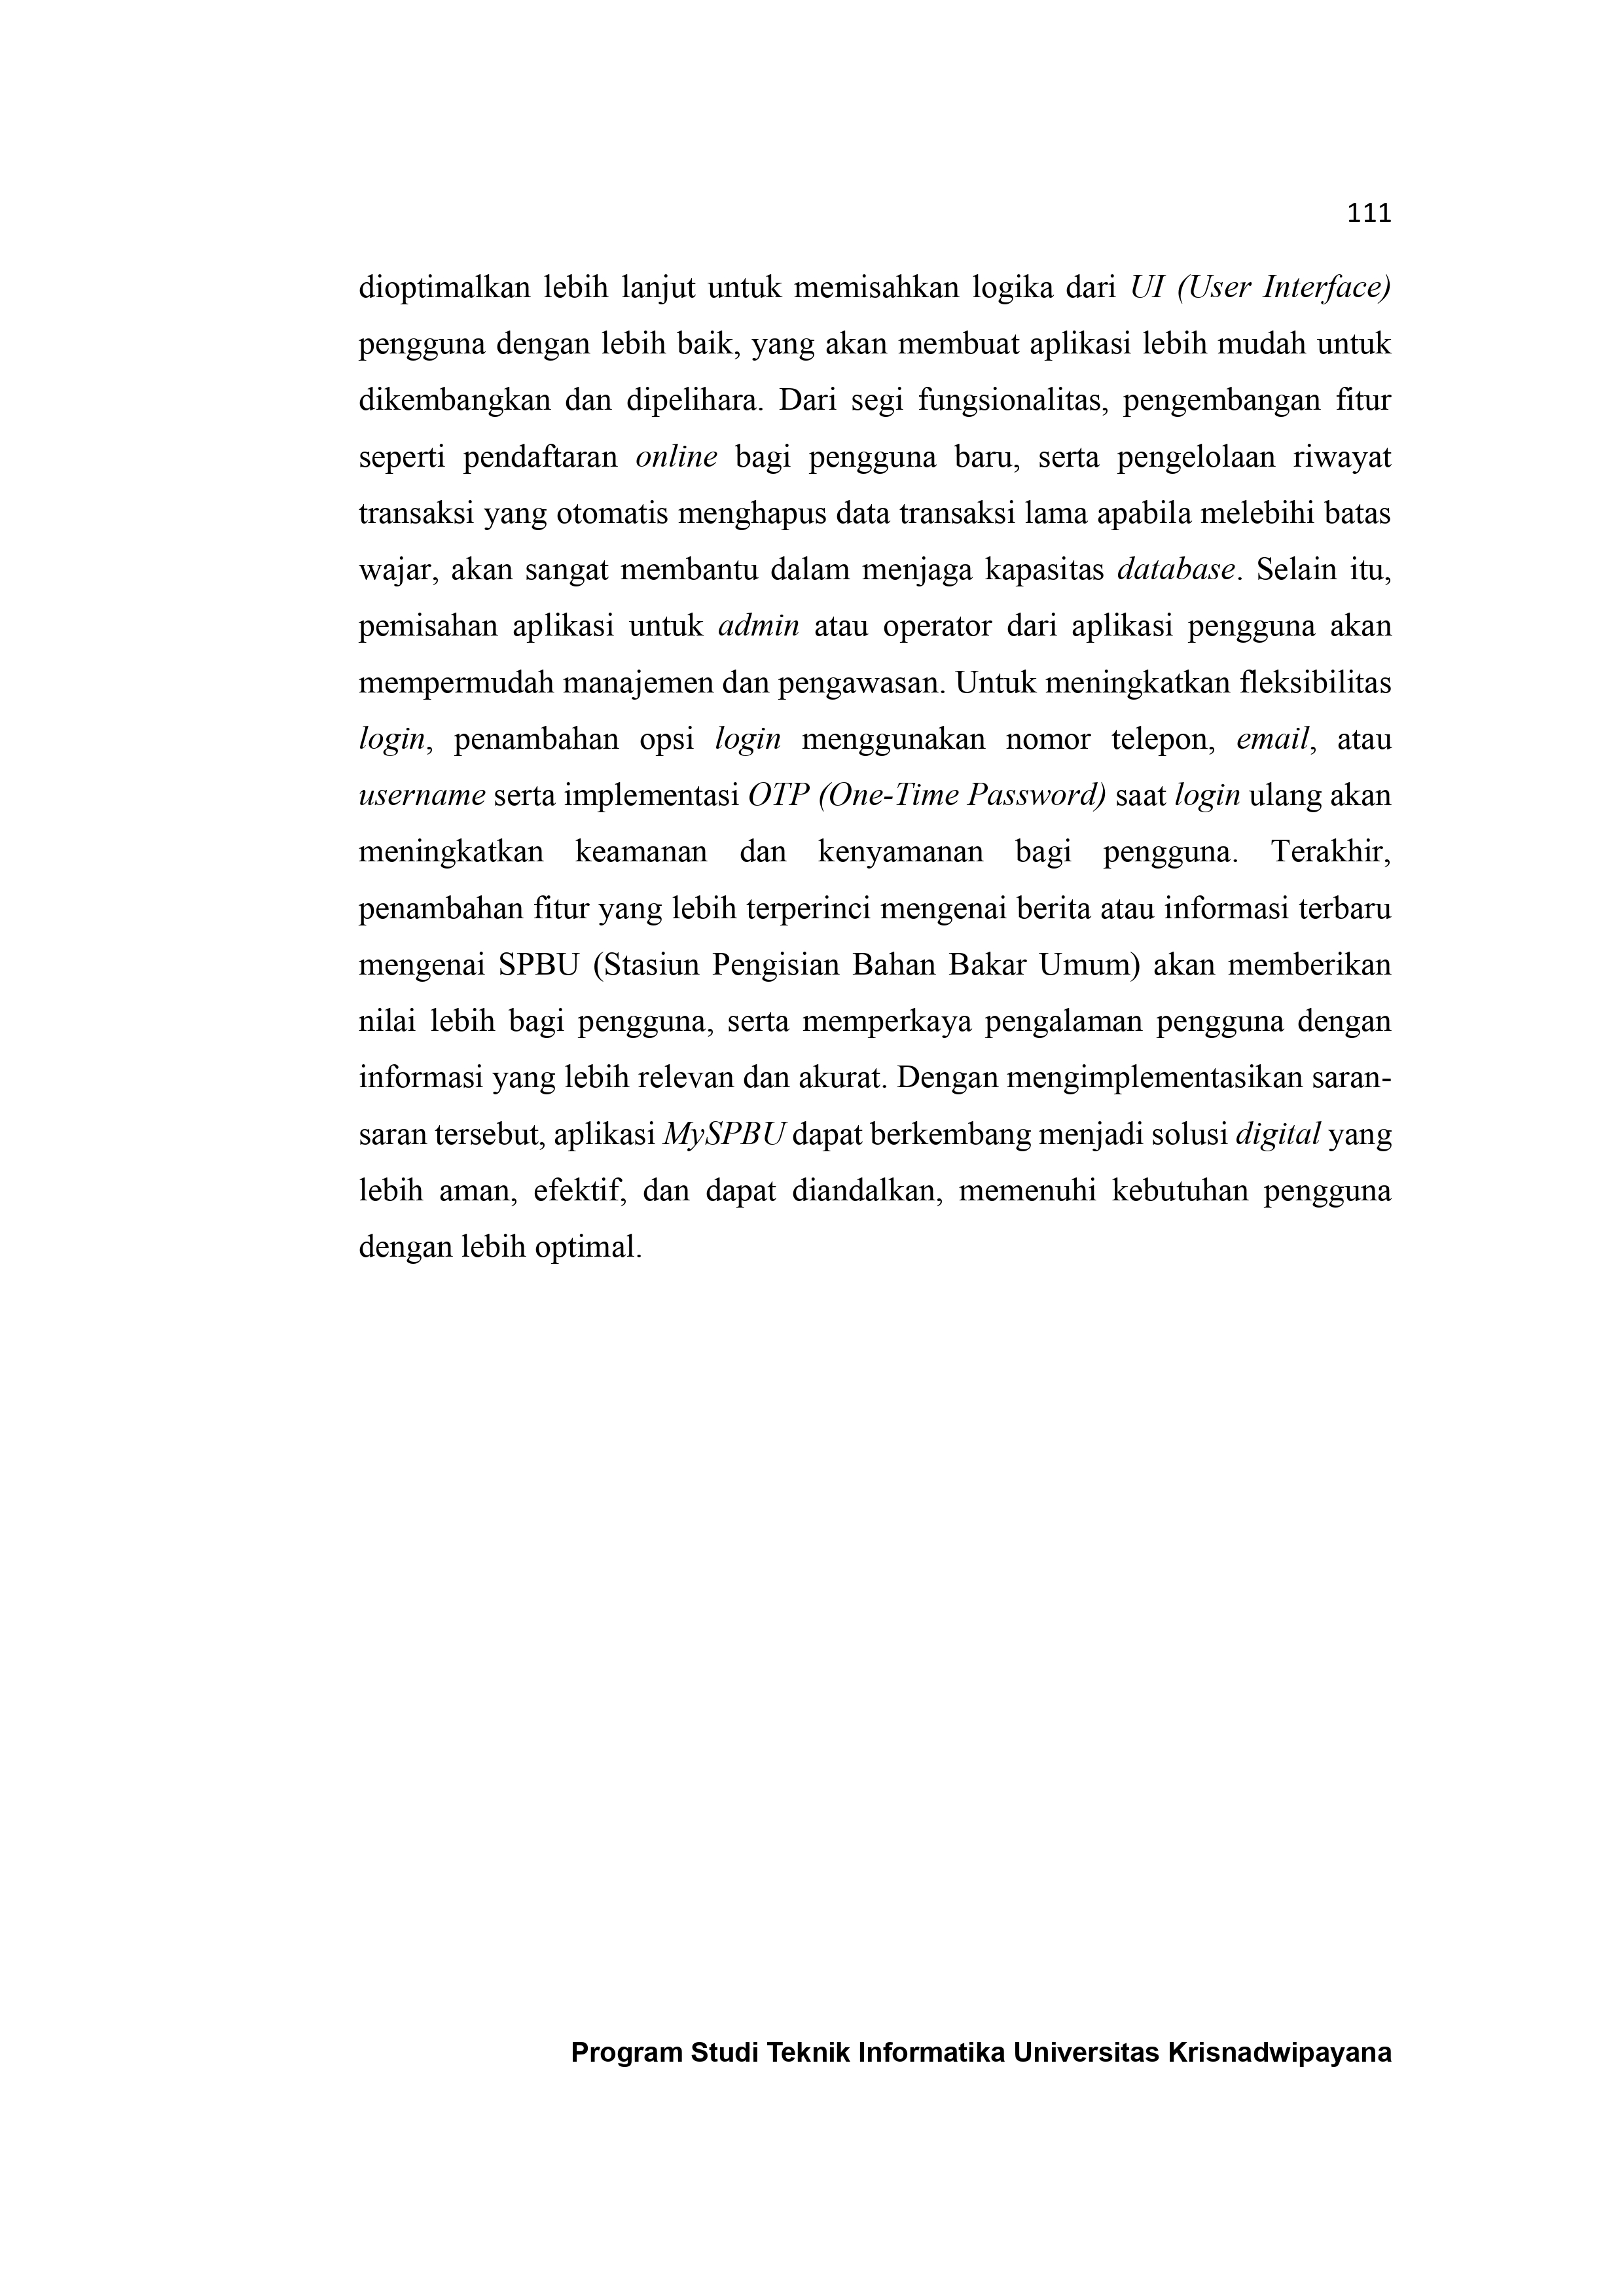 111
dioptimalkan lebih lanjut untuk memisahkan logika dari UI (User Interface)
pengguna dengan lebih baik, yang akan membuat aplikasi lebih mudah untuk
dikembangkan dan dipelihara. Dari segi fungsionalitas, pengembangan fitur
seperti pendaftaran online bagi pengguna baru, serta pengelolaan riwayat
transaksi yang otomatis menghapus data transaksi lama apabila melebihi batas
wajar, akan sangat membantu dalam menjaga kapasitas database. Selain itu,
pemisahan aplikasi untuk admin atau operator dari aplikasi pengguna akan
mempermudah manajemen dan pengawasan. Untuk meningkatkan fleksibilitas
login, penambahan opsi login menggunakan nomor telepon, email, atau
username serta implementasi OTP (One-Time Password) saat login ulang akan
meningkatkan keamanan dan kenyamanan bagi pengguna. Terakhir,
penambahan fitur yang lebih terperinci mengenai berita atau informasi terbaru
mengenai SPBU (Stasiun Pengisian Bahan Bakar Umum) akan memberikan
nilai lebih bagi pengguna, serta memperkaya pengalaman pengguna dengan
informasi yang lebih relevan dan akurat. Dengan mengimplementasikan saran-
saran tersebut, aplikasi MySPBU dapat berkembang menjadi solusi digital yang
lebih aman, efektif, dan dapat diandalkan, memenuhi kebutuhan pengguna
dengan lebih optimal.
Program Studi Teknik Informatika Universitas Krisnadwipayana